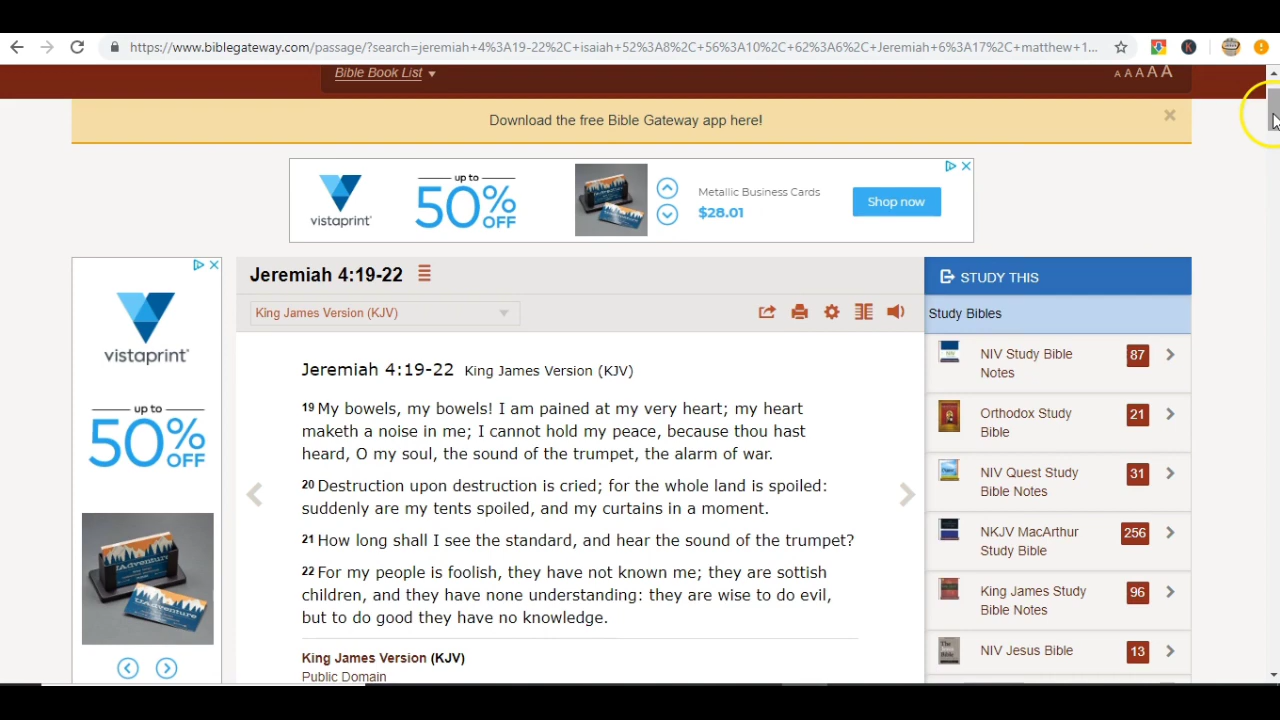 https://www.biblegateway.com/passage/?search=jeremiah+4%3A19-22%2C+isaiah+52%3A8%2C+56%3A10%2C+62%3A6%2C+Jeremiah+6%3A17%2C+matthew+1...
Bible Book List
A A A A A
Download the free Bible Gateway app here!
vistaprint
up to
50% OFF
Metallic Business Cards
$28.01
Shop now
vistaprint
up to
50% OFF
Jeremiah 4:19-22
King James Version (KJV)
Jeremiah 4:19-22 King James Version (KJV)
19 My bowels, my bowels! I am pained at my very heart; my heart
maketh a noise in me; I cannot hold my peace, because thou hast
heard, O my soul, the sound of the trumpet, the alarm of war.
20 Destruction upon destruction is cried; for the whole land is spoiled:
suddenly are my tents spoiled, and my curtains in a moment.
21 How long shall I see the standard, and hear the sound of the trumpet?
22 For my people is foolish, they have not known me; they are sottish
children, and they have none understanding: they are wise to do evil,
but to do good they have no knowledge.
King James Version (KJV)
Public Domain
STUDY THIS
Study Bibles
NIV Study Bible 87
Notes
Orthodox Study 21
Bible
NIV Quest Study 31
Bible Notes
NKJV MacArthur 256
Study Bible
King James Study 96
Bible Notes
NIV Jesus Bible 13